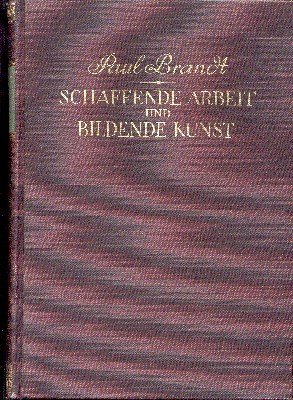 Paul Brandt
SCHAFFENDE ARBEIT
UND
BILDENDE KUNST